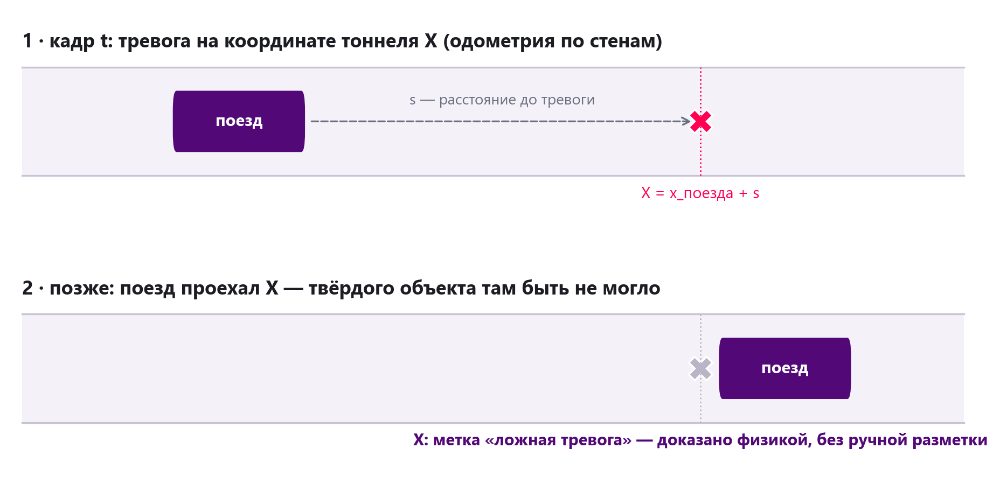 1 · кадр t: тревога на координате тоннеля X (одометрия по стенам)
s — расстояние до тревоги
поезд
X = x_поезда + s
2 · позже: поезд проехал X — твёрдого объекта там быть не могло
поезд
X: метка «ложная тревога» — доказано физикой, без ручной разметки